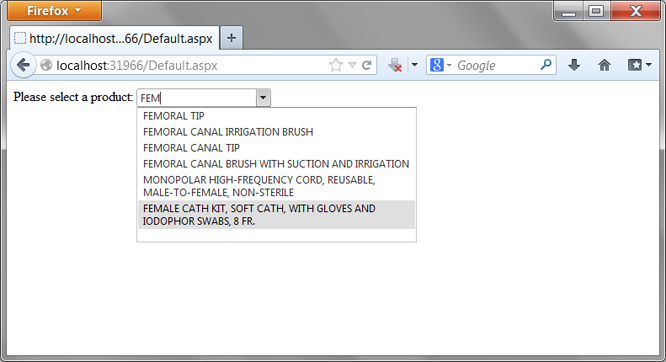 Firefox
http://localhost...66/Default.aspx
localhost:31966/Default.aspx
Google
Please select a product: FEM
FEMORAL TIP
FEMORAL CANAL IRRIGATION BRUSH
FEMORAL CANAL TIP
FEMORAL CANAL BRUSH WITH SUCTION AND IRRIGATION
MONOPOLAR HIGH-FREQUENCY CORD, REUSABLE,
MALE-TO-FEMALE, NON-STERILE
FEMALE CATH KIT, SOFT CATH, WITH GLOVES AND
IODOPHOR SWABS, 8 FR.